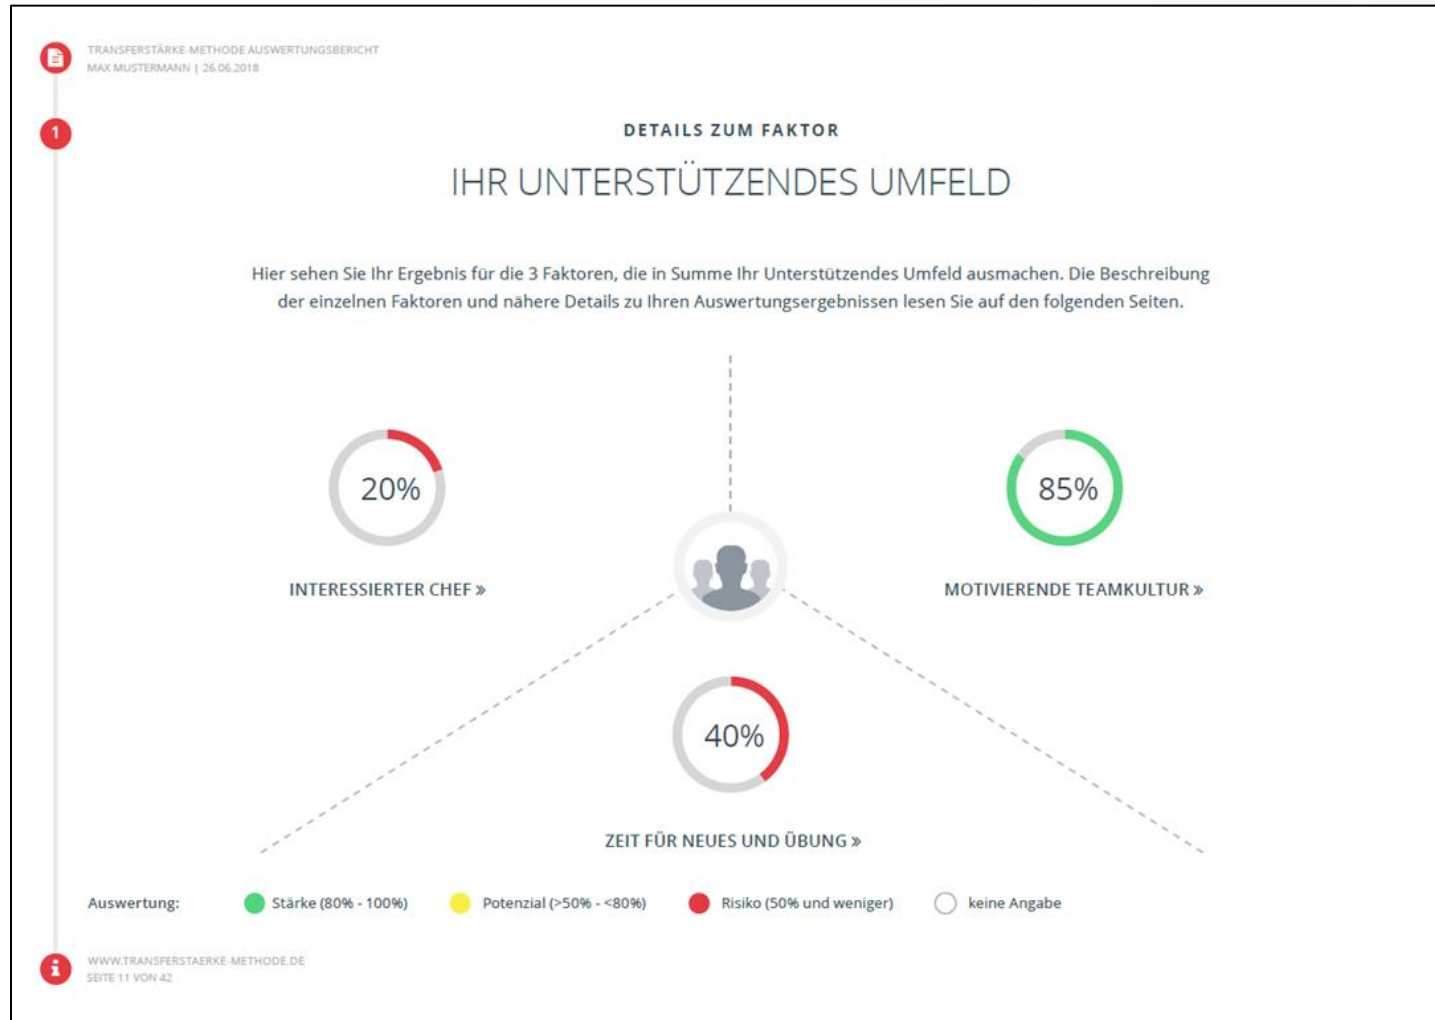 TRANSFERSTÄRKE-METHODE AUSWERTUNGSBERICHT
MAX MUSTERMANN | 26.06.2018
1
DETAILS ZUM FAKTOR
IHR UNTERSTÜTZENDES UMFELD
Hier sehen Sie Ihr Ergebnis für die 3 Faktoren, die in Summe Ihr Unterstützendes Umfeld ausmachen. Die Beschreibung
der einzelnen Faktoren und nähere Details zu Ihren Auswertungsergebnissen lesen Sie auf den folgenden Seiten.
20%
INTERESSIERTER CHEF »
85%
MOTIVIERENDE TEAMKULTUR »
40%
ZEIT FÜR NEUES UND ÜBUNG »
Auswertung: Stärke (80% - 100%) Potenzial (>50% - <80%) Risiko (50% und weniger) keine Angabe
WWW.TRANSFERSTAERKE-METHODE.DE
SEITE 11 VON 42